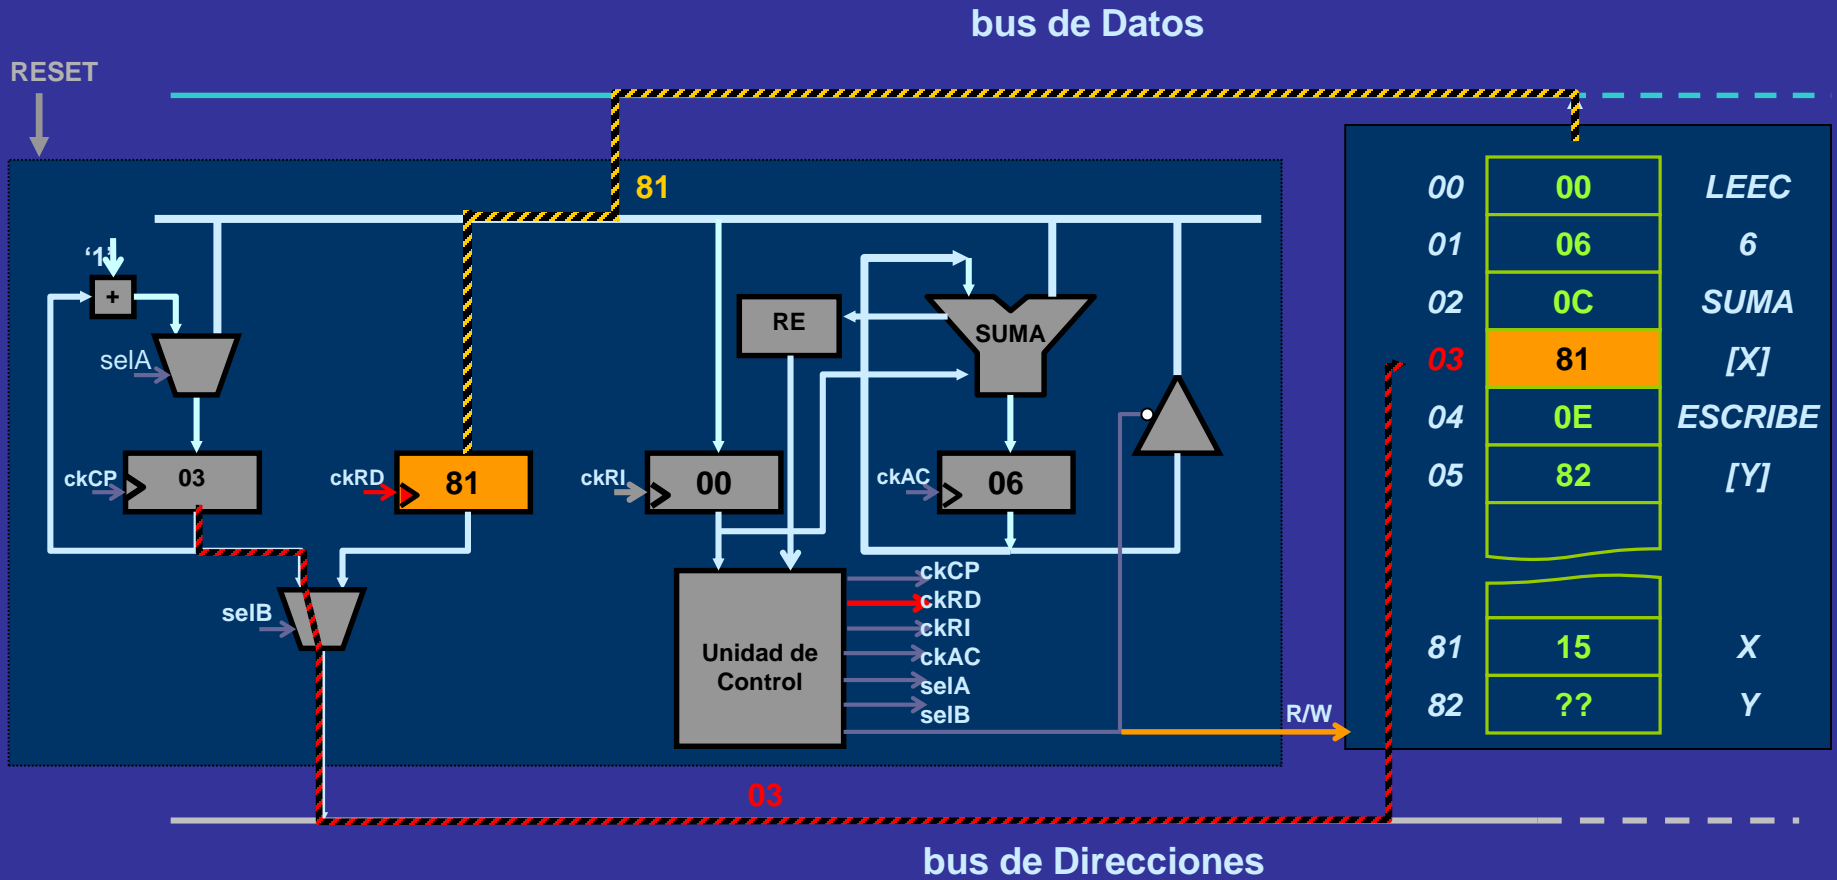 bus de Datos
RESET
81
00 00 LEEC
01 06 6
02 0C SUMA
03 81 [X]
04 0E ESCRIBE
05 82 [Y]
81 15 X
82 ?? Y
‘1’
+
selA
RE
SUMA
ckCP
03
ckRD
81
ckRI
00
ckAC
06
selB
Unidad de
Control
ckCP
ckRD
ckRI
ckAC
selA
selB
R/W
03
bus de Direcciones